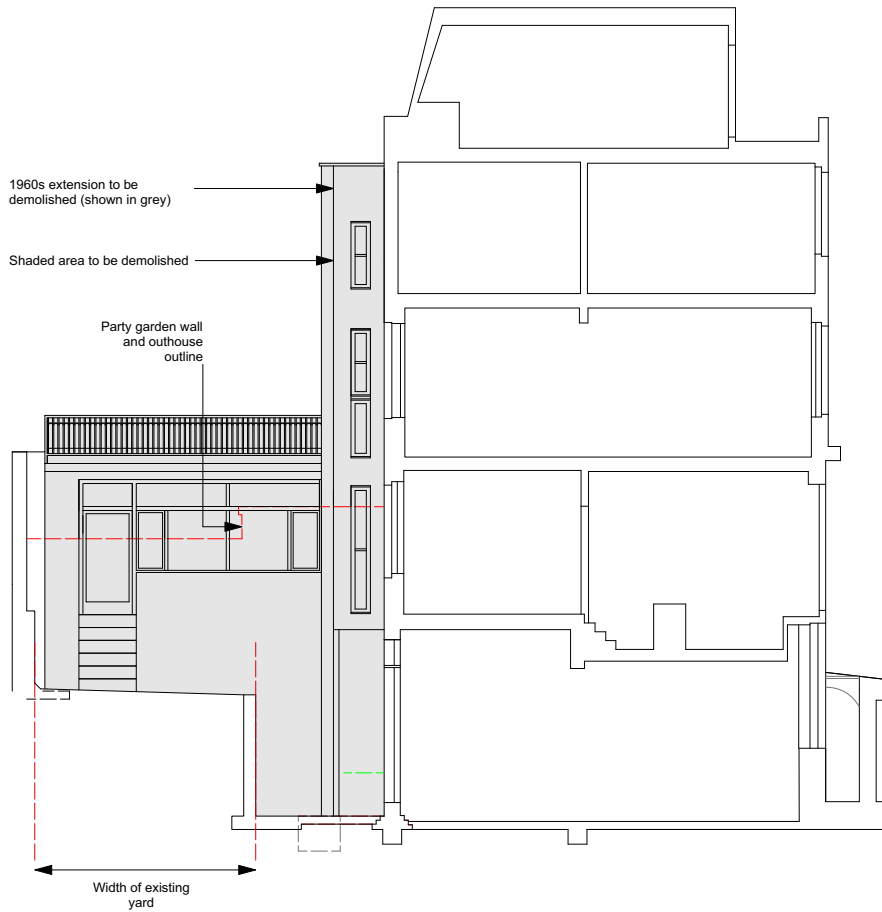 1960s extension to be
demolished (shown in grey)
Shaded area to be demolished
Party garden wall
and outhouse
outline
Width of existing
yard